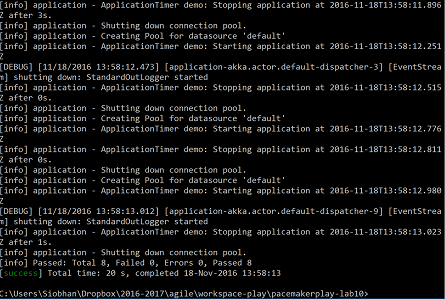 [info] application - ApplicationTimer demo: Stopping application at 2016-11-18T13:58:11.896
Z after 3s.
[info] application - Shutting down connection pool.
[info] application - Creating Pool for datasource 'default'
[info] application - ApplicationTimer demo: Starting application at 2016-11-18T13:58:12.251
Z
[DEBUG] [11/18/2016 13:58:12.473] [application-akka.actor.default-dispatcher-3] [EventStrea
m] shutting down: StandardOutLogger started
[info] application - ApplicationTimer demo: Stopping application at 2016-11-18T13:58:12.515
Z after 0s.
[info] application - Shutting down connection pool.
[info] application - Creating Pool for datasource 'default'
[info] application - ApplicationTimer demo: Starting application at 2016-11-18T13:58:12.776
Z
[info] application - ApplicationTimer demo: Stopping application at 2016-11-18T13:58:12.811
Z after 0s.
[info] application - Shutting down connection pool.
[info] application - Creating Pool for datasource 'default'
[info] application - ApplicationTimer demo: Starting application at 2016-11-18T13:58:12.980
Z
[DEBUG] [11/18/2016 13:58:13.012] [application-akka.actor.default-dispatcher-9] [EventStrea
m] shutting down: StandardOutLogger started
[info] application - ApplicationTimer demo: Stopping application at 2016-11-18T13:58:13.023
Z after 1s.
[info] application - Shutting down connection pool.
[info] Passed: Total 8, Failed 0, Errors 0, Passed 8
[success] Total time: 20 s, completed 18-Nov-2016 13:58:13
C:\Users\Siobhan\Dropbox\2016-2017\agile\workspace-play\pacemakerplay-lab10>